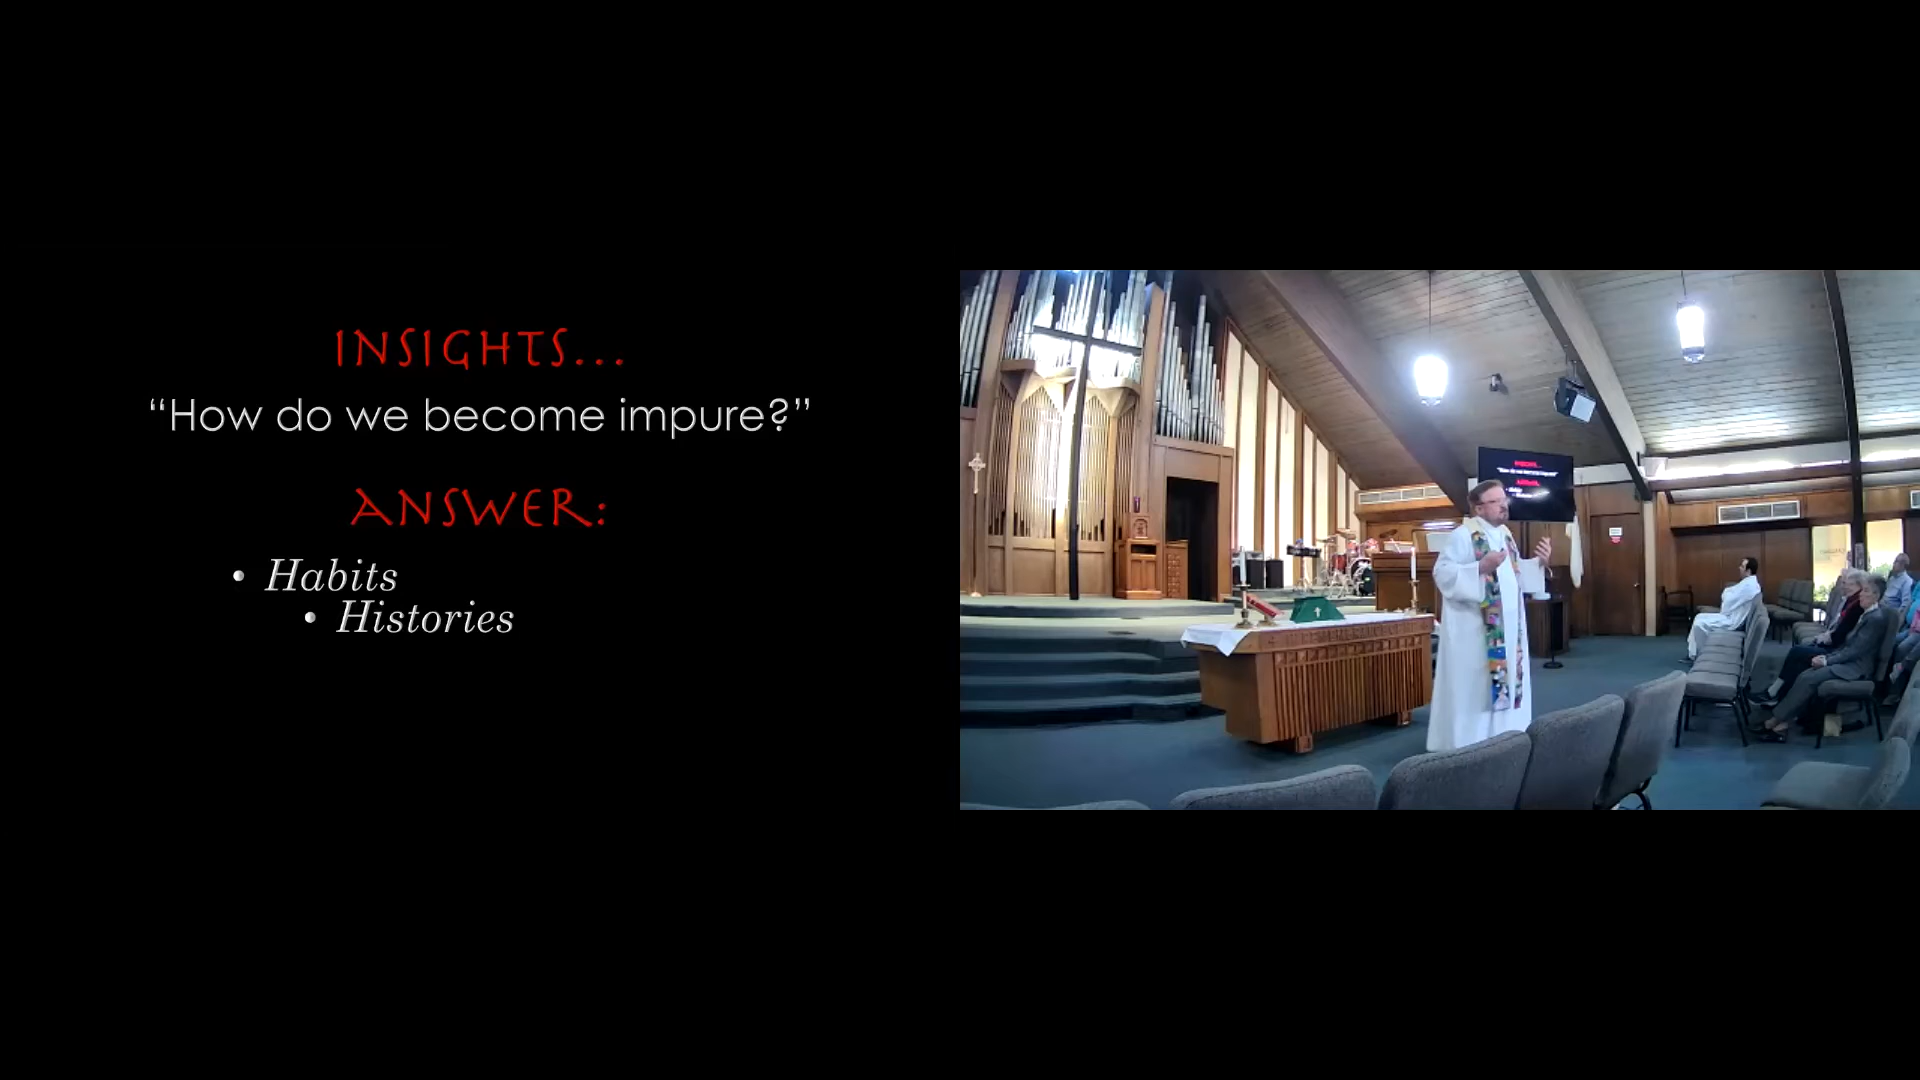 INSIGHTS...
“How do we become impure?”
ANSWER:
• Habits
• Histories